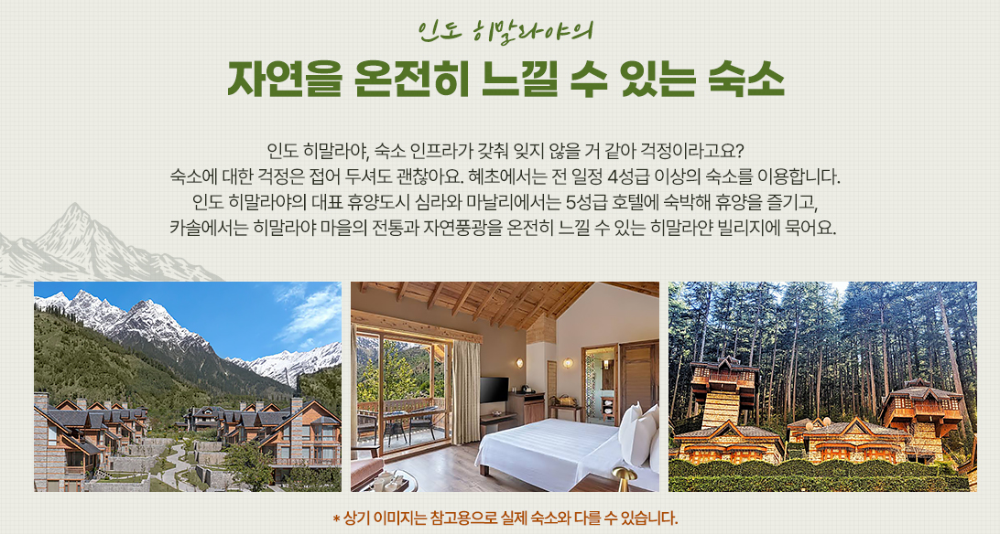 인도 히말라야의
자연을 온전히 느낄 수 있는 숙소
인도 히말라야, 숙소 인프라가 갖춰 잊지 않을 거 같아 걱정이라고요?
숙소에 대한 걱정은 접어 두셔도 괜찮아요. 혜초에서는 전 일정 4성급 이상의 숙소를 이용합니다.
인도 히말라야의 대표 휴양도시 심라와 마날리에서는 5성급 호텔에 숙박해 휴양을 즐기고,
카솔에서는 히말라야 마을의 전통과 자연풍광을 온전히 느낄 수 있는 히말라얀 빌리지에 묵어요.
* 상기 이미지는 참고용으로 실제 숙소와 다를 수 있습니다.